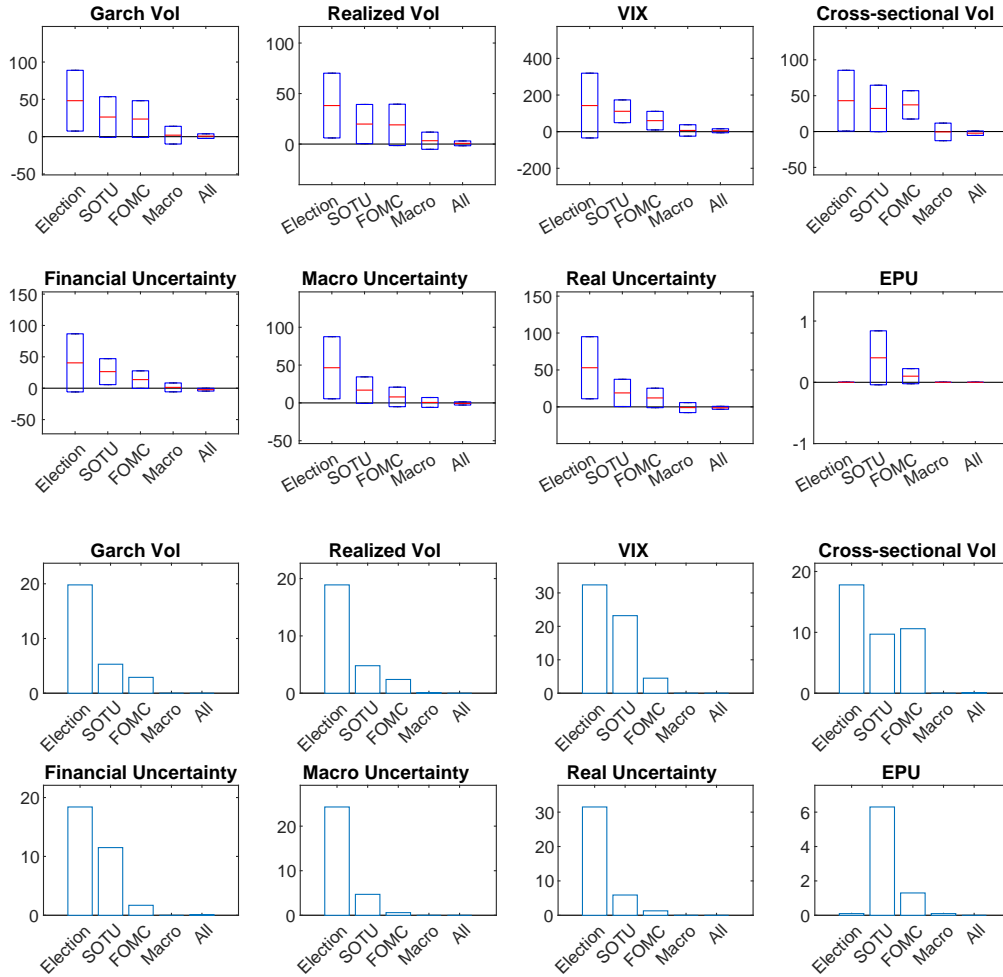 Garch Vol
100
50
0
-50
Election
SOTU
FOMC
Macro
All
Realized Vol
100
50
0
Election
SOTU
FOMC
Macro
All
VIX
400
200
0
-200
Election
SOTU
FOMC
Macro
All
Cross-sectional Vol
100
50
0
-50
Election
SOTU
FOMC
Macro
All
Financial Uncertainty
150
100
50
0
-50
Election
SOTU
FOMC
Macro
All
Macro Uncertainty
100
50
0
-50
Election
SOTU
FOMC
Macro
All
Real Uncertainty
150
100
50
0
Election
SOTU
FOMC
Macro
All
EPU
1
0
-1
Election
SOTU
FOMC
Macro
All
Garch Vol
20
10
0
Election
SOTU
FOMC
Macro
All
Realized Vol
20
10
0
Election
SOTU
FOMC
Macro
All
VIX
30
20
10
0
Election
SOTU
FOMC
Macro
All
Cross-sectional Vol
20
10
0
Election
SOTU
FOMC
Macro
All
Financial Uncertainty
20
10
0
Election
SOTU
FOMC
Macro
All
Macro Uncertainty
20
10
0
Election
SOTU
FOMC
Macro
All
Real Uncertainty
30
20
10
0
Election
SOTU
FOMC
Macro
All
EPU
6
4
2
0
Election
SOTU
FOMC
Macro
All